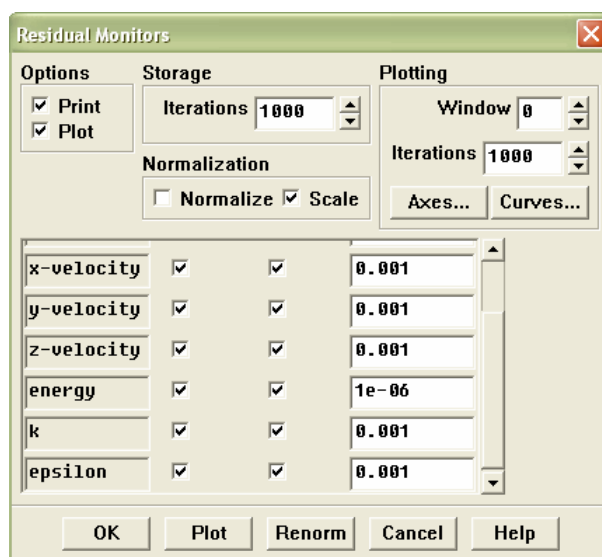 Residual Monitors
Options Storage Plotting
Print Iterations 1000 Window 0
Plot
Iterations 1000
Normalization
Normalize Scale Axes... Curves...
x-velocity 0.001
y-velocity 0.001
z-velocity 0.001
energy 1e-06
k 0.001
epsilon 0.001
OK Plot Renorm Cancel Help